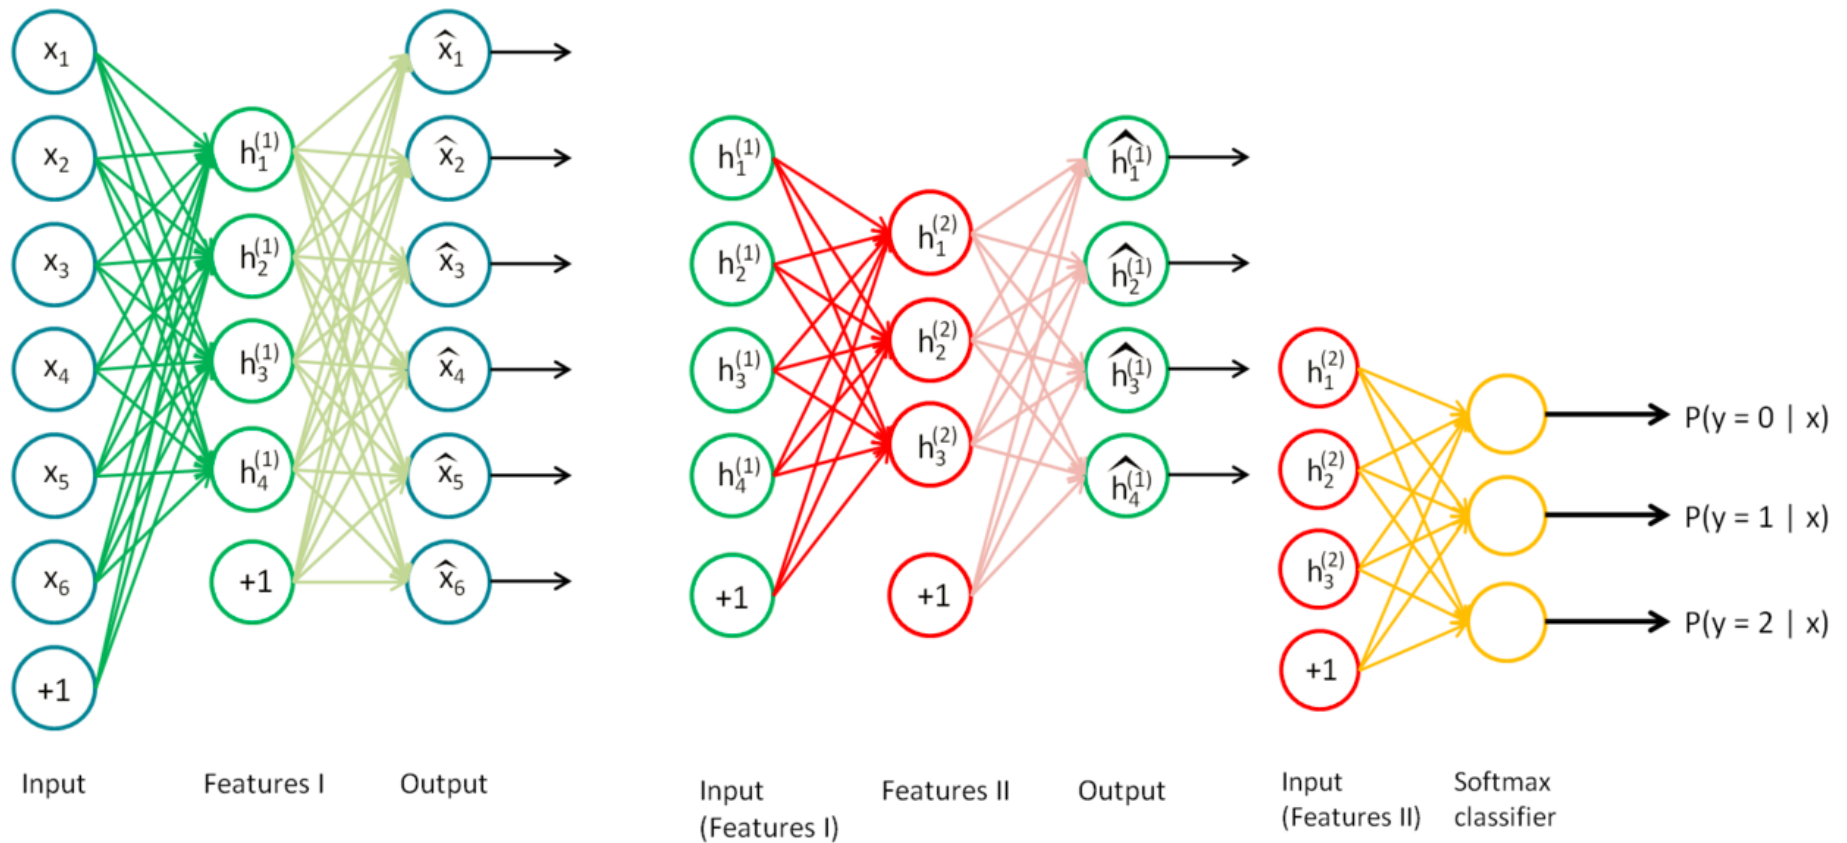 x₁
x₂
x₃
x₄
x₅
x₆
+1
h₁⁽¹⁾
h₂⁽¹⁾
h₃⁽¹⁾
h₄⁽¹⁾
+1
x̂₁
x̂₂
x̂₃
x̂₄
x̂₅
x̂₆
Input
Features I
Output
h₁⁽¹⁾
h₂⁽¹⁾
h₃⁽¹⁾
h₄⁽¹⁾
+1
h₁⁽²⁾
h₂⁽²⁾
h₃⁽²⁾
+1
ĥ₁⁽¹⁾
ĥ₂⁽¹⁾
ĥ₃⁽¹⁾
ĥ₄⁽¹⁾
Input
(Features I)
Features II
Output
h₁⁽²⁾
h₂⁽²⁾
h₃⁽²⁾
+1
P(y = 0 | x)
P(y = 1 | x)
P(y = 2 | x)
Input
(Features II)
Softmax
classifier